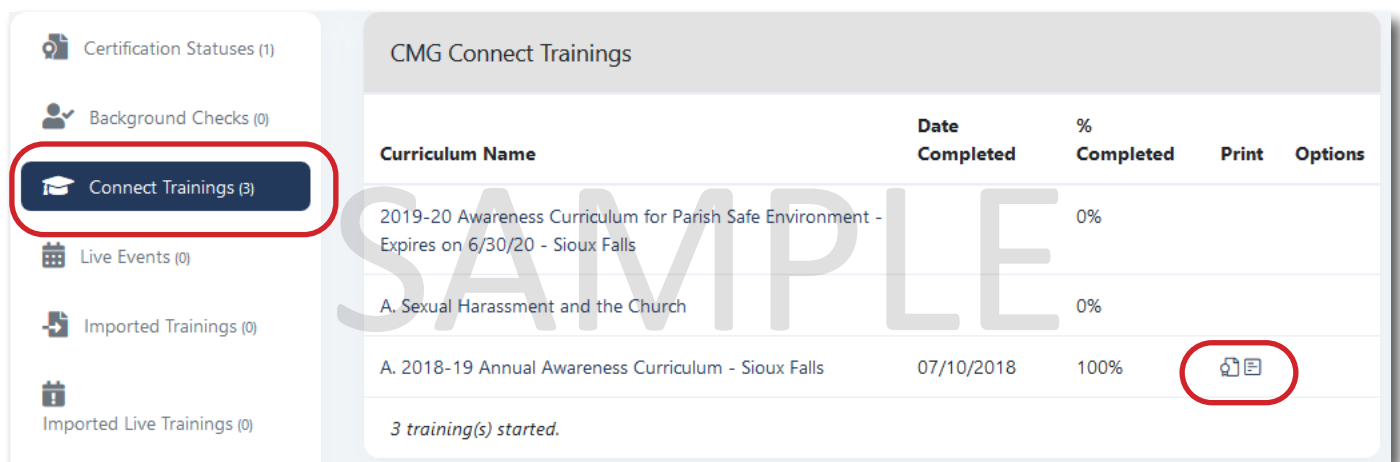 Certification Statuses (1)
Background Checks (0)
Connect Trainings (3)
Live Events (0)
Imported Trainings (0)
Imported Live Trainings (0)
CMG Connect Trainings
Curriculum Name
Date
Completed
%
Completed
Print
Options
2019-20 Awareness Curriculum for Parish Safe Environment -
Expires on 6/30/20 - Sioux Falls
0%
A. Sexual Harassment and the Church
0%
A. 2018-19 Annual Awareness Curriculum - Sioux Falls
07/10/2018
100%
3 training(s) started.
SAMPLE